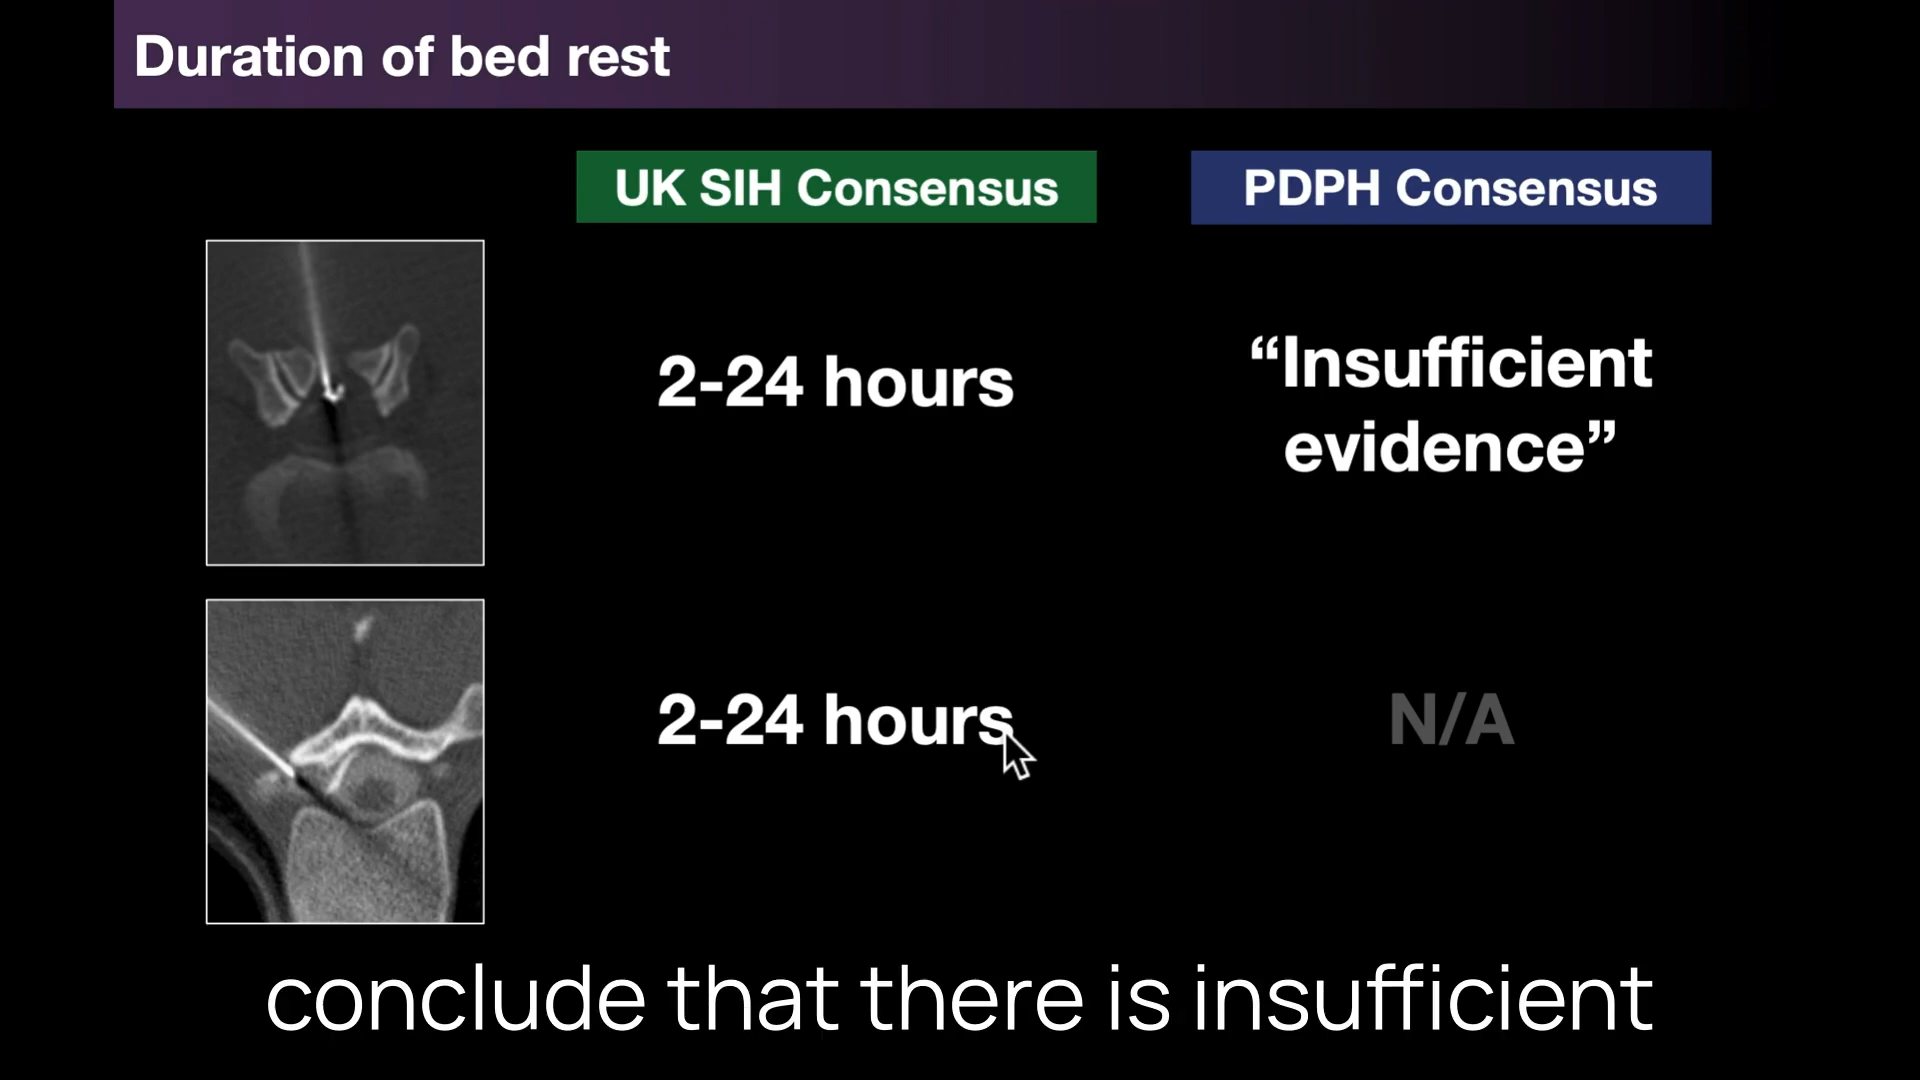 Duration of bed rest
UK SIH Consensus
PDPH Consensus
2-24 hours
“Insufficient
evidence”
2-24 hours
N/A
conclude that there is insufficient